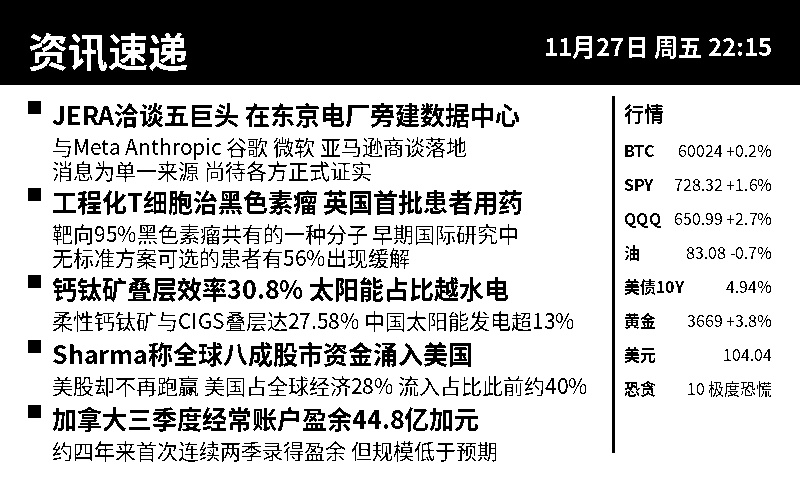 资讯速递
11月27日 周五 22:15
JERA洽谈五巨头 在东京电厂旁建数据中心
与Meta Anthropic 谷歌 微软 亚马逊商谈落地
消息为单一来源 尚待各方正式证实
工程化T细胞治黑色素瘤 英国首批患者用药
靶向95%黑色素瘤共有的一种分子 早期国际研究中
无标准方案可选的患者有56%出现缓解
钙钛矿叠层效率30.8% 太阳能占比越水电
柔性钙钛矿与CIGS叠层达27.58% 中国太阳能发电超13%
Sharma称全球八成股市资金涌入美国
美股却不再跑赢 美国占全球经济28% 流入占比此前约40%
加拿大三季度经常账户盈余44.8亿加元
约四年来首次连续两季录得盈余 但规模低于预期
行情
BTC 60024 +0.2%
SPY 728.32 +1.6%
QQQ 650.99 +2.7%
油 83.08 -0.7%
美债10Y 4.94%
黄金 3669 +3.8%
美元 104.04
恐贪 10 极度恐慌